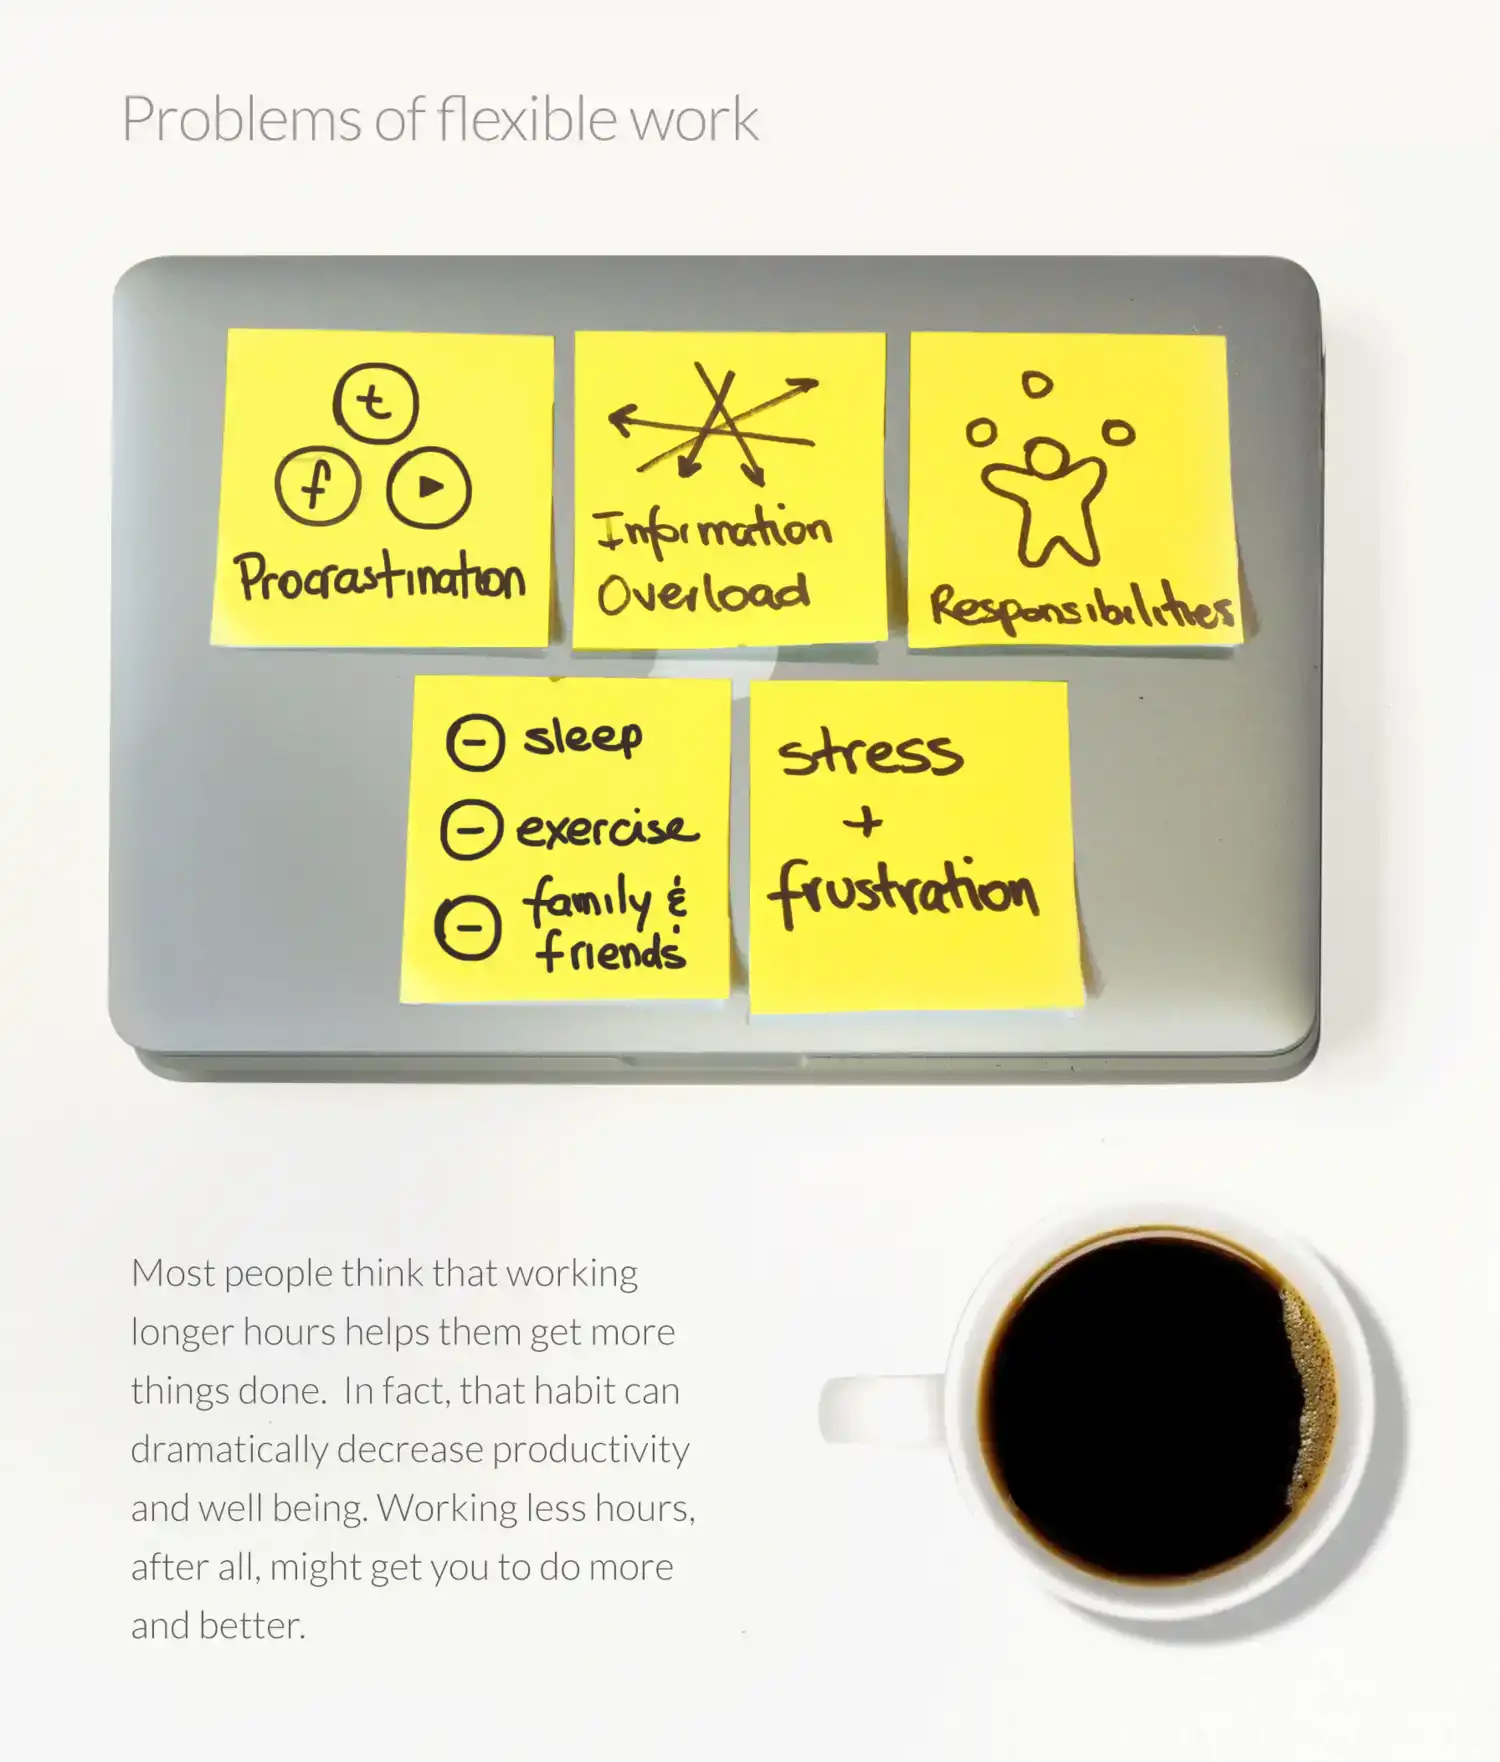 Problems of flexible work
t
f
Procrastination
Information
Overload
Responsibilities
sleep
exercise
family &
friends
stress
+
frustration
Most people think that working
longer hours helps them get more
things done. In fact, that habit can
dramatically decrease productivity
and well being. Working less hours,
after all, might get you to do more
and better.